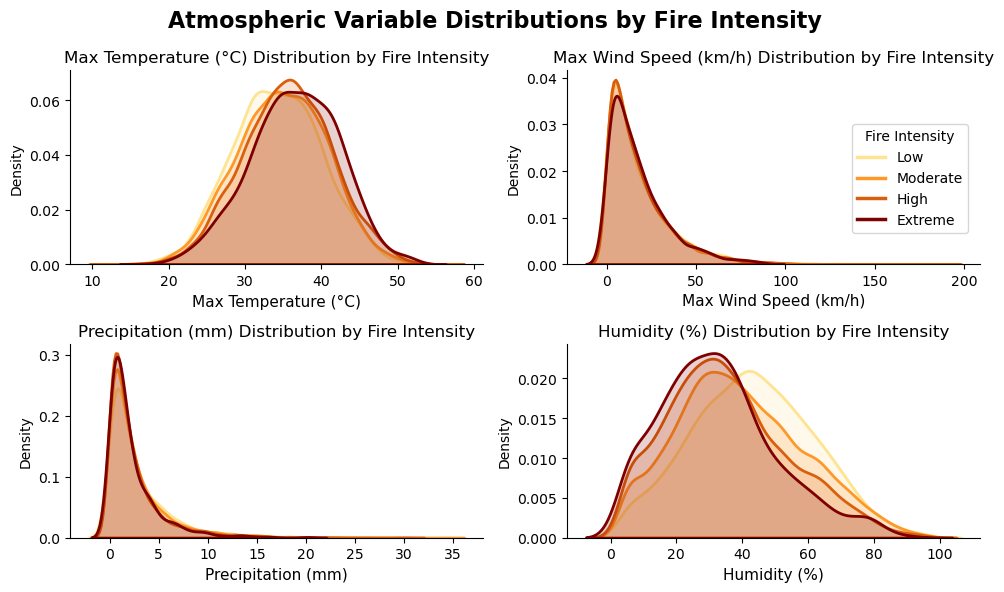 Atmospheric Variable Distributions by Fire Intensity
Max Temperature (°C) Distribution by Fire Intensity
Density
0.06
0.04
0.02
0.00
10 20 30 40 50 60
Max Temperature (°C)
Max Wind Speed (km/h) Distribution by Fire Intensity
Density
0.04
0.03
0.02
0.01
0.00
0 50 100 150 200
Max Wind Speed (km/h)
Fire Intensity
Low
Moderate
High
Extreme
Precipitation (mm) Distribution by Fire Intensity
Density
0.3
0.2
0.1
0.0
0 5 10 15 20 25 30 35
Precipitation (mm)
Humidity (%) Distribution by Fire Intensity
Density
0.020
0.015
0.010
0.005
0.000
0 20 40 60 80 100
Humidity (%)